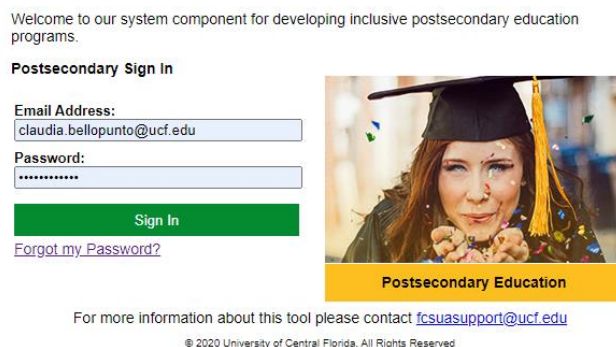 Welcome to our system component for developing inclusive postsecondary education
programs.
Postsecondary Sign In
Email Address:
claudia.bellopunto@ucf.edu
Password:
••••••••••••
Sign In
Forgot my Password?
Postsecondary Education
For more information about this tool please contact fcsuasupport@ucf.edu
© 2020 University of Central Florida. All Rights Reserved